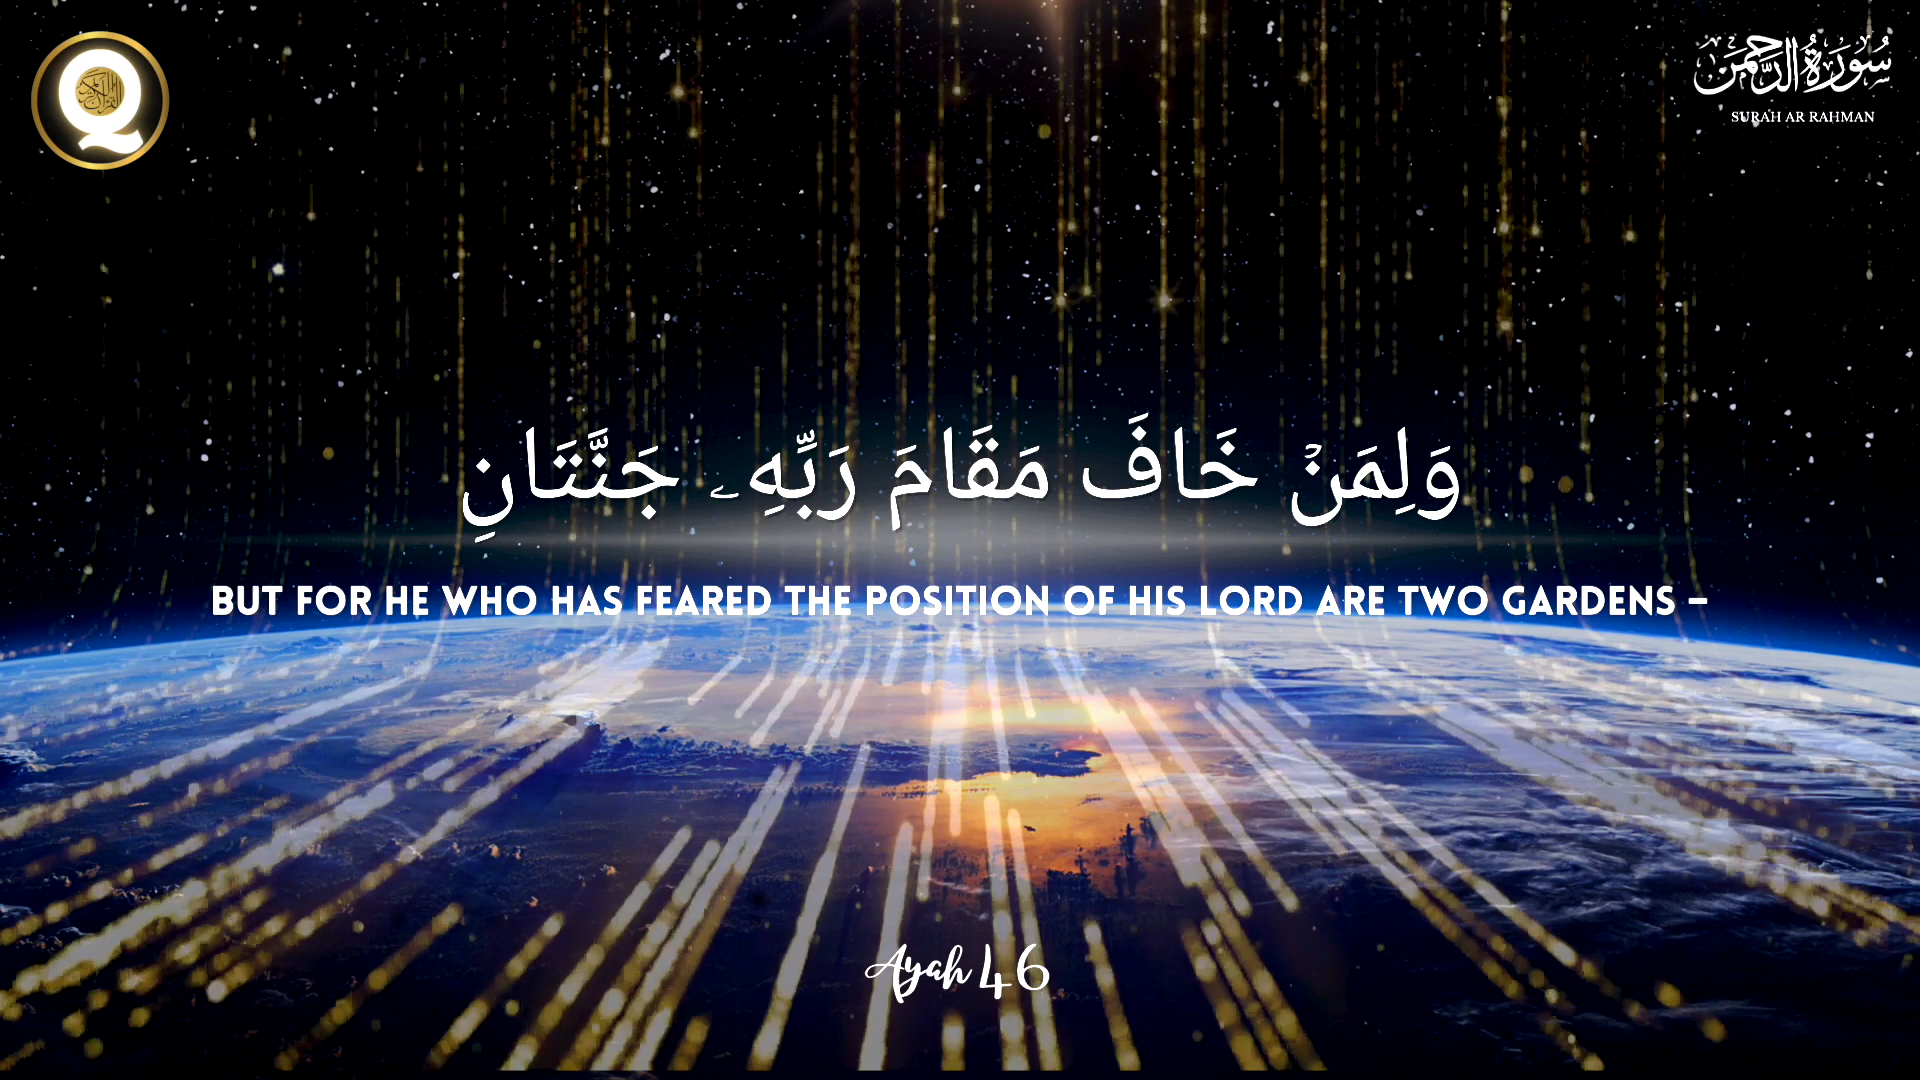 سُورَةُ الرَّحْمٰن
SURAH AR RAHMAN
وَلِمَنْ خَافَ مَقَامَ رَبِّهِۦ جَنَّتَانِ
BUT FOR HE WHO HAS FEARED THE POSITION OF HIS LORD ARE TWO GARDENS –
Ayah 46